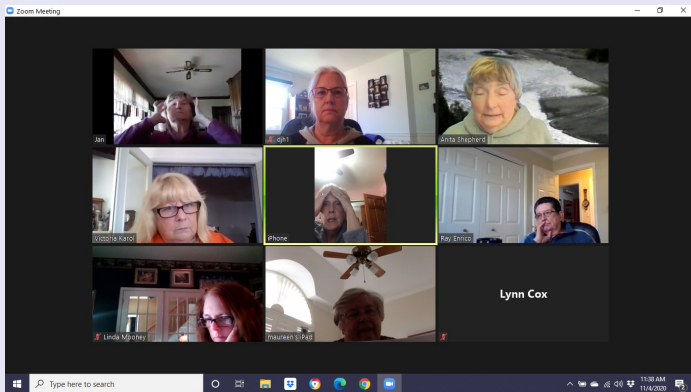 Zoom Meeting
Jan
djh1
Anita Shepherd
Victoria Karol
iPhone
Ray Enrico
Linda Mooney
maureen's iPad
Lynn Cox
Type here to search
11:38 AM
11/4/2020